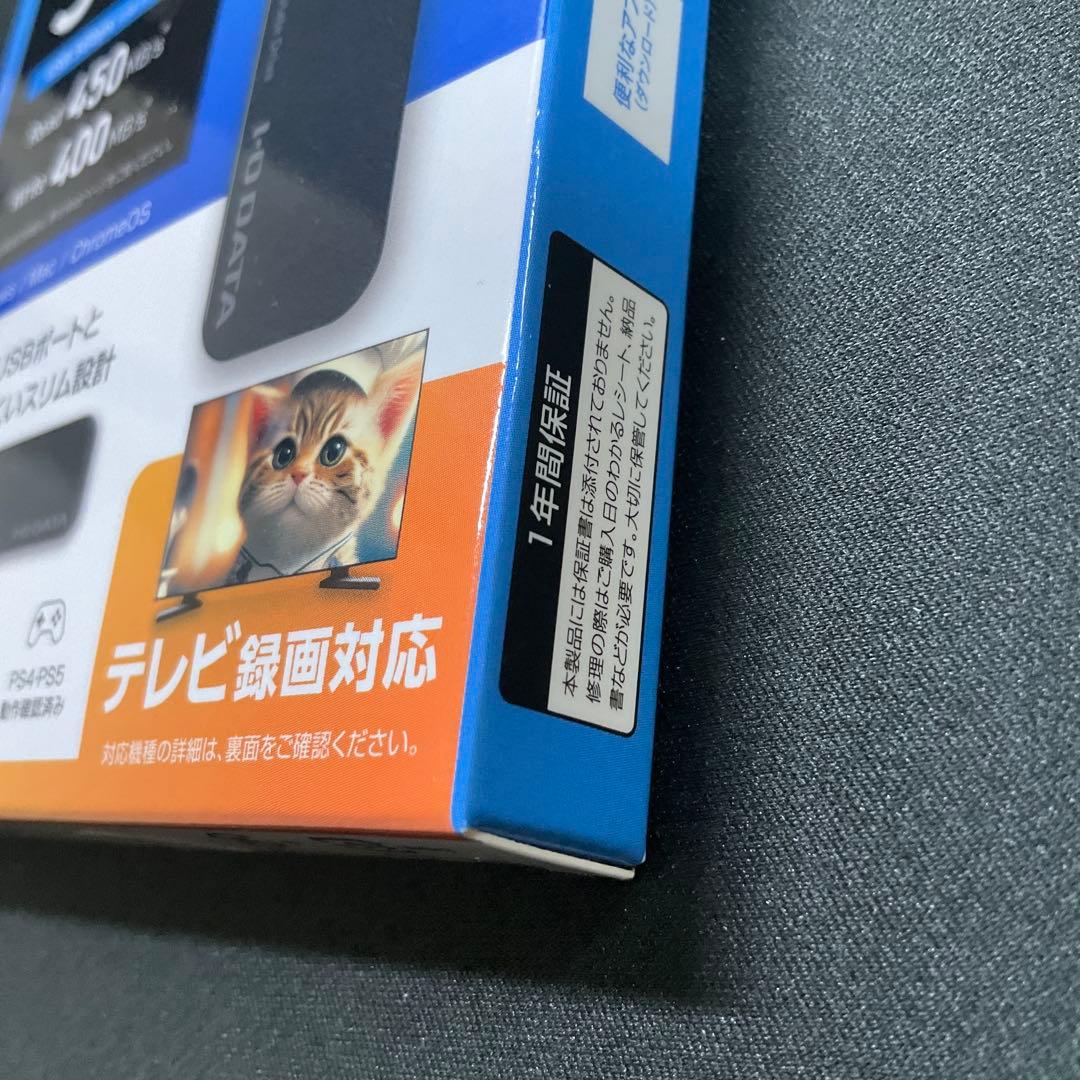 Read 450MB/s
Write 400MB/s
/ Mac / ChromeOS
I-O DATA
USBポートと
スリム設計
I-O DATA
PS4・PS5
動作確認済み
テレビ録画対応
対応機種の詳細は、裏面をご確認ください。
便利なアプ
(ダウンロード)
1年間保証
本製品には保証書は添付されておりません。
修理の際はご購入日のわかるレシート、納品
書などが必要です。大切に保管してください。